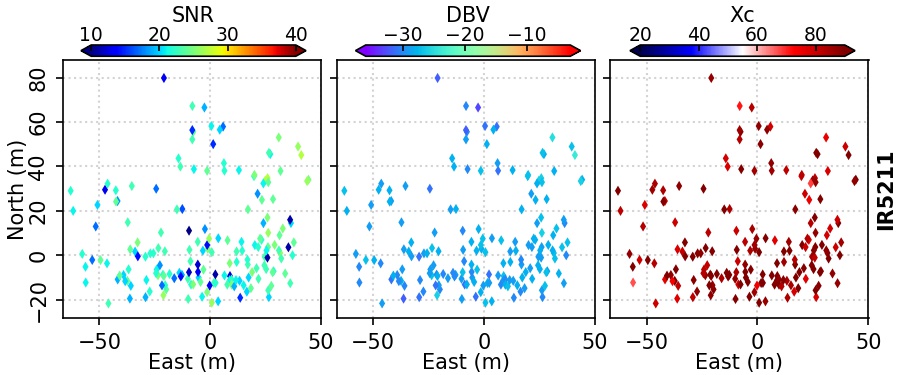 SNR DBV Xc
10 20 30 40 −30 −20 −10 20 40 60 80
80
60
40
20
0
−20
North (m)
−50 0 50 −50 0 50 −50 0 50
East (m) East (m) East (m)
IR5211